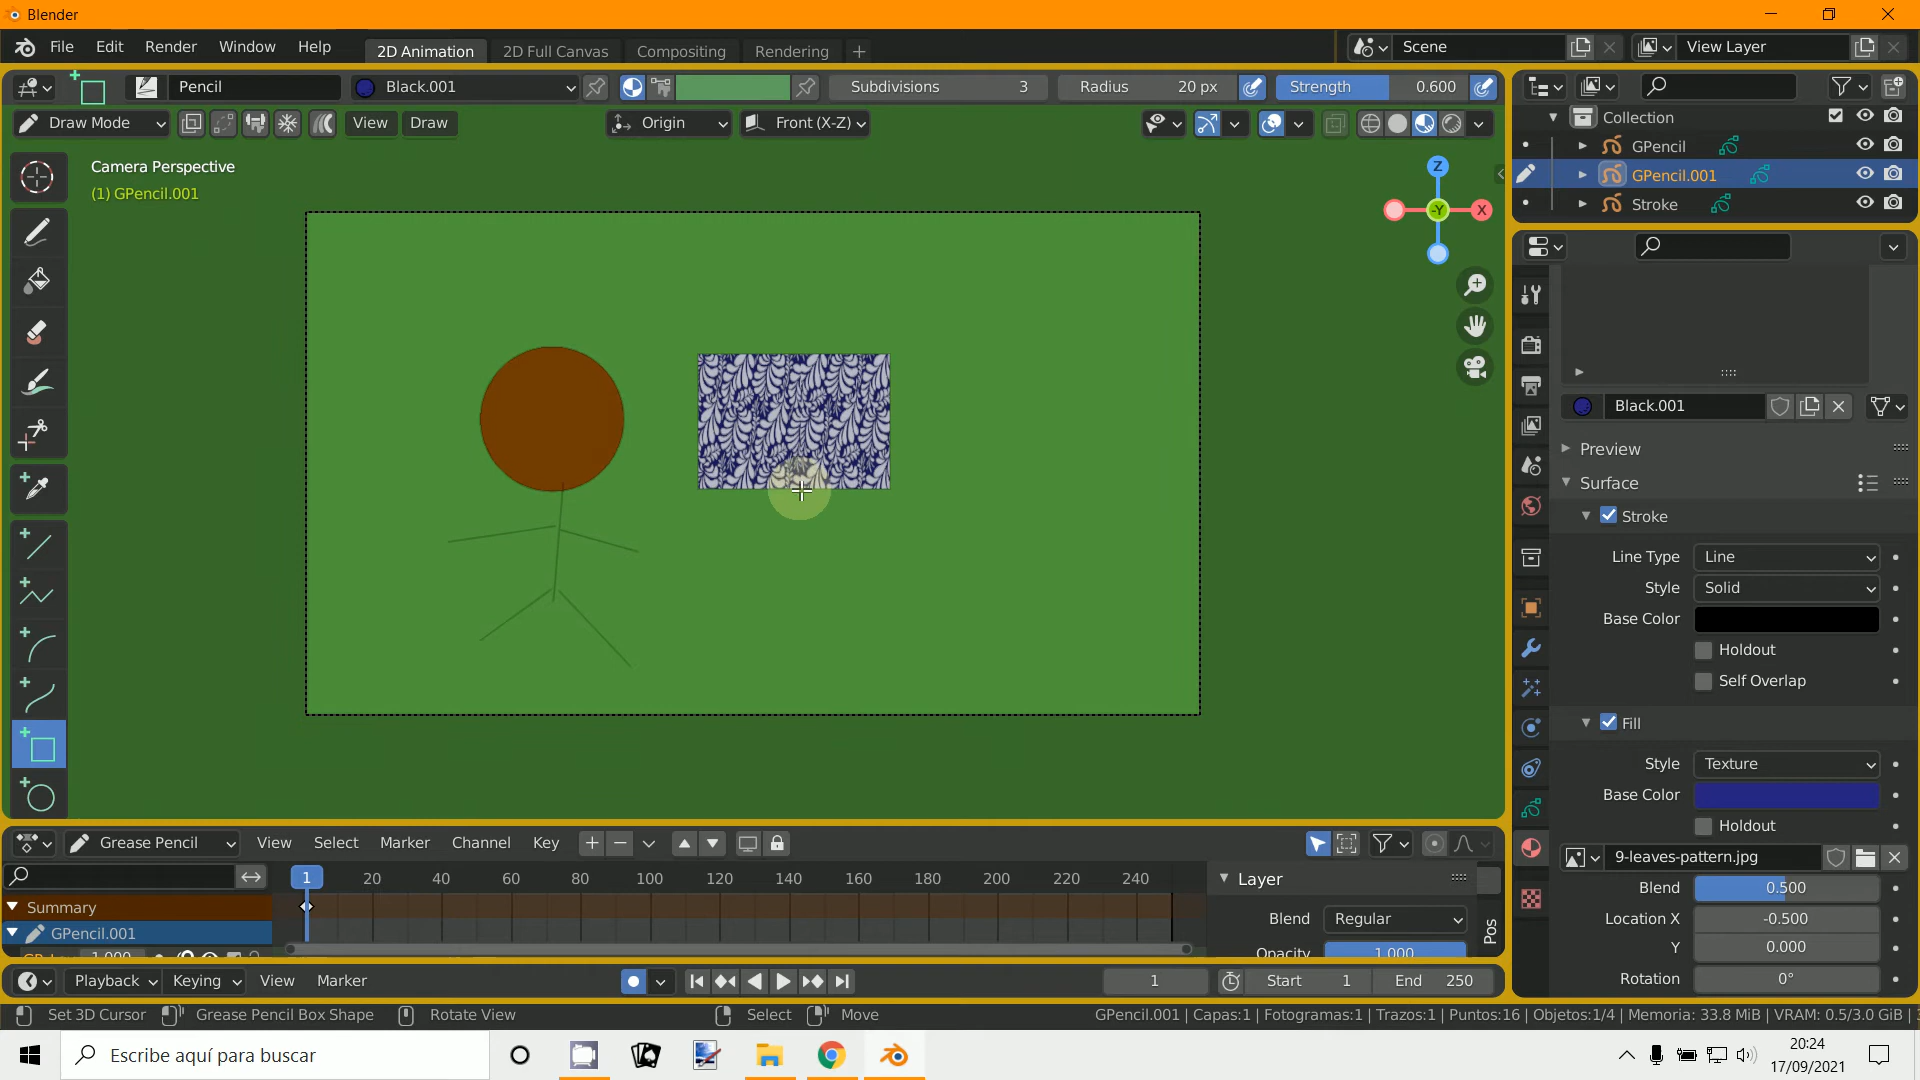 Blender
File Edit Render Window Help 2D Animation 2D Full Canvas Compositing Rendering + Scene View Layer
Pencil Black.001 Subdivisions 3 Radius 20 px Strength 0.600
Draw Mode View Draw Origin Front (X-Z)
Camera Perspective
(1) GPencil.001
Z
-Y X
Collection
GPencil
GPencil.001
Stroke
Black.001
Preview
Surface
Stroke
Line Type Line
Style Solid
Base Color
Holdout
Self Overlap
Fill
Style Texture
Base Color
Holdout
9-leaves-pattern.jpg
Blend 0.500
Location X -0.500
Y 0.000
Rotation 0°
Grease Pencil View Select Marker Channel Key
1 20 40 60 80 100 120 140 160 180 200 220 240
Summary
GPencil.001
1.000
Layer
Blend Regular
Opacity 1.000
Pos
Playback Keying View Marker 1 Start 1 End 250
Set 3D Cursor Grease Pencil Box Shape Rotate View Select Move GPencil.001 | Capas:1 | Fotogramas:1 | Trazos:1 | Puntos:16 | Objetos:1/4 | Memoria: 33.8 MiB | VRAM: 0.5/3.0 GiB |
Escribe aquí para buscar
20:24
17/09/2021